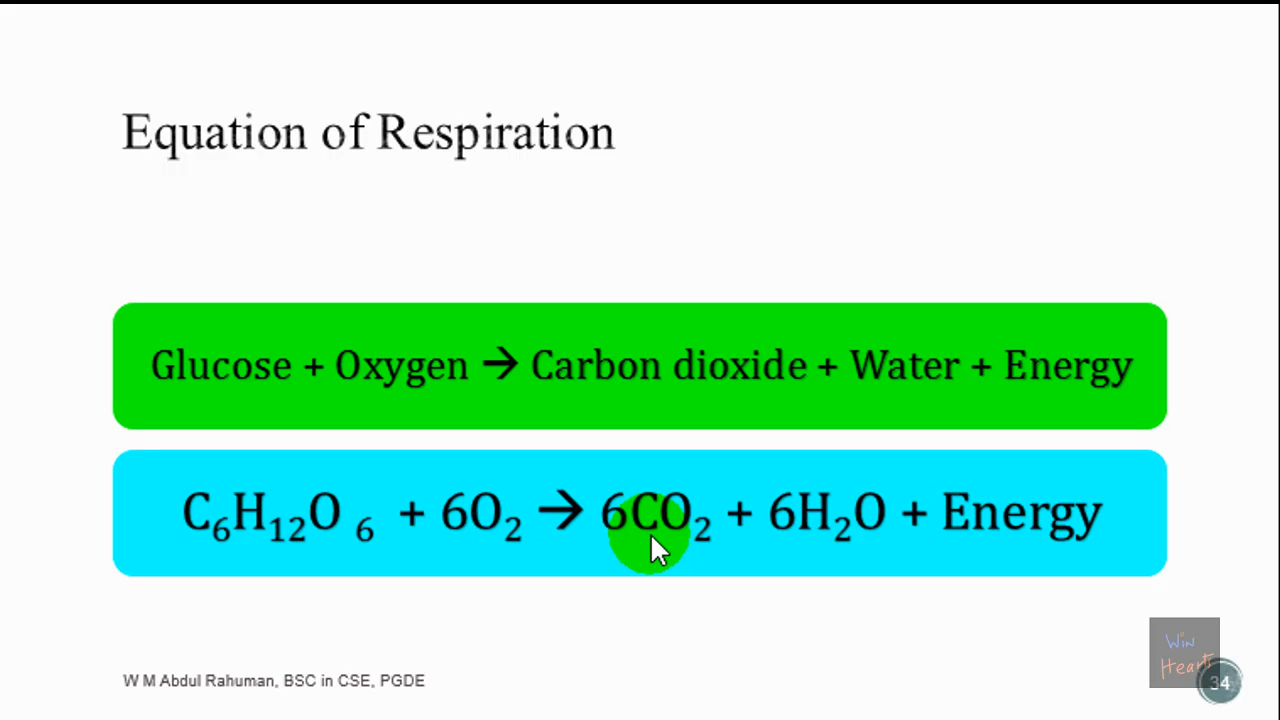 Equation of Respiration
Glucose + Oxygen → Carbon dioxide + Water + Energy
C₆H₁₂O ₆ + 6O₂ → 6CO₂ + 6H₂O + Energy
Win
Hearts
W M Abdul Rahuman, BSC in CSE, PGDE
34